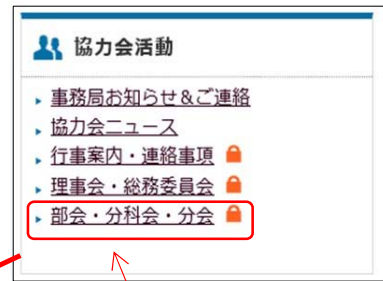 協力会活動
事務局お知らせ＆ご連絡
協力会ニュース
行事案内・連絡事項
理事会・総務委員会
部会・分科会・分会